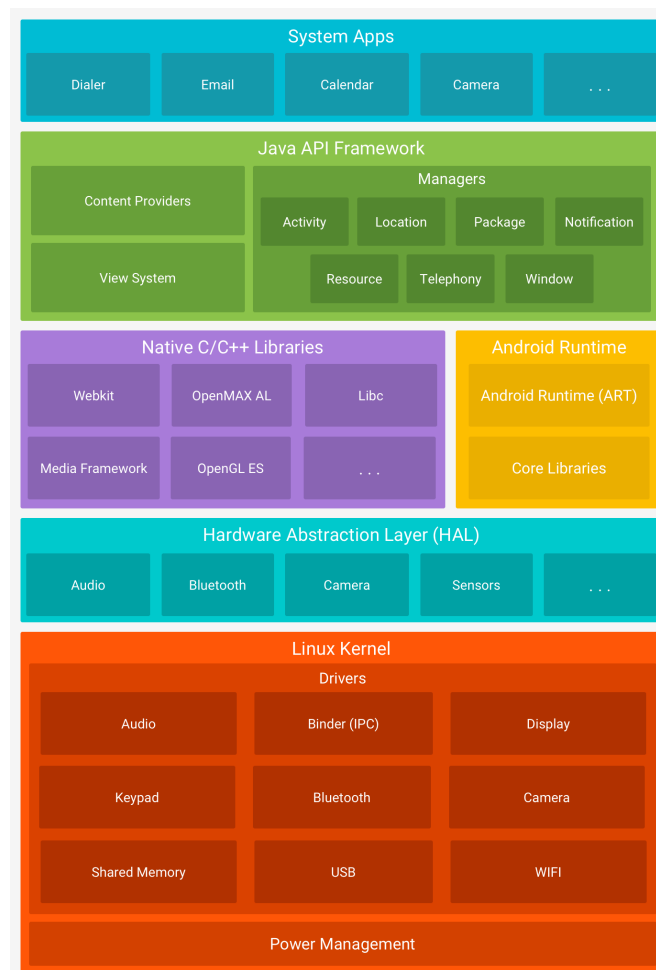 System Apps
Dialer
Email
Calendar
Camera
. . .
Java API Framework
Content Providers
View System
Managers
Activity
Location
Package
Notification
Resource
Telephony
Window
Native C/C++ Libraries
Webkit
OpenMAX AL
Libc
Media Framework
OpenGL ES
. . .
Android Runtime
Android Runtime (ART)
Core Libraries
Hardware Abstraction Layer (HAL)
Audio
Bluetooth
Camera
Sensors
. . .
Linux Kernel
Drivers
Audio
Binder (IPC)
Display
Keypad
Bluetooth
Camera
Shared Memory
USB
WIFI
Power Management